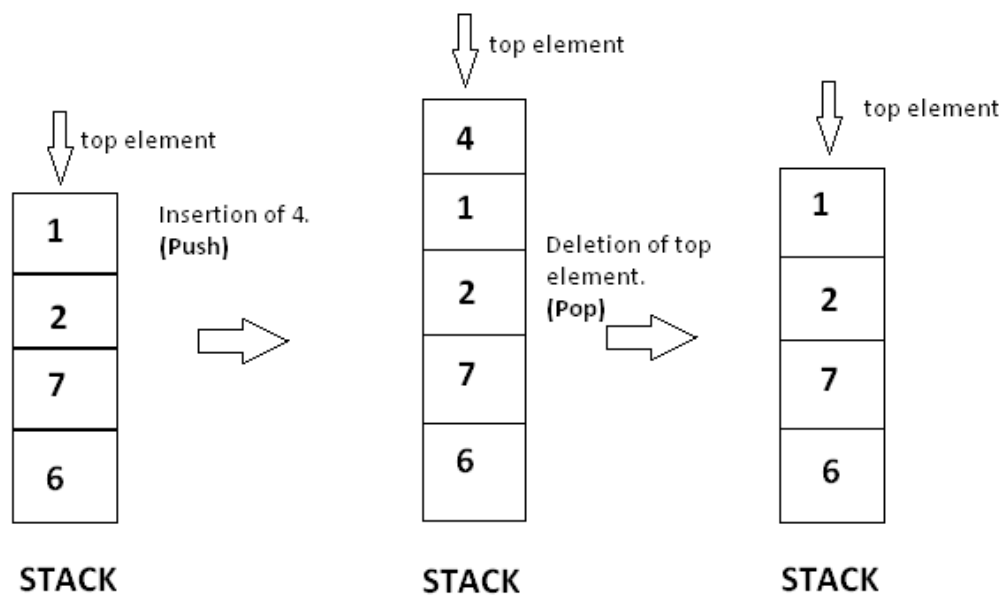 top element
1
2
7
6
STACK
Insertion of 4.
(Push)
top element
4
1
2
7
6
STACK
Deletion of top
element.
(Pop)
top element
1
2
7
6
STACK